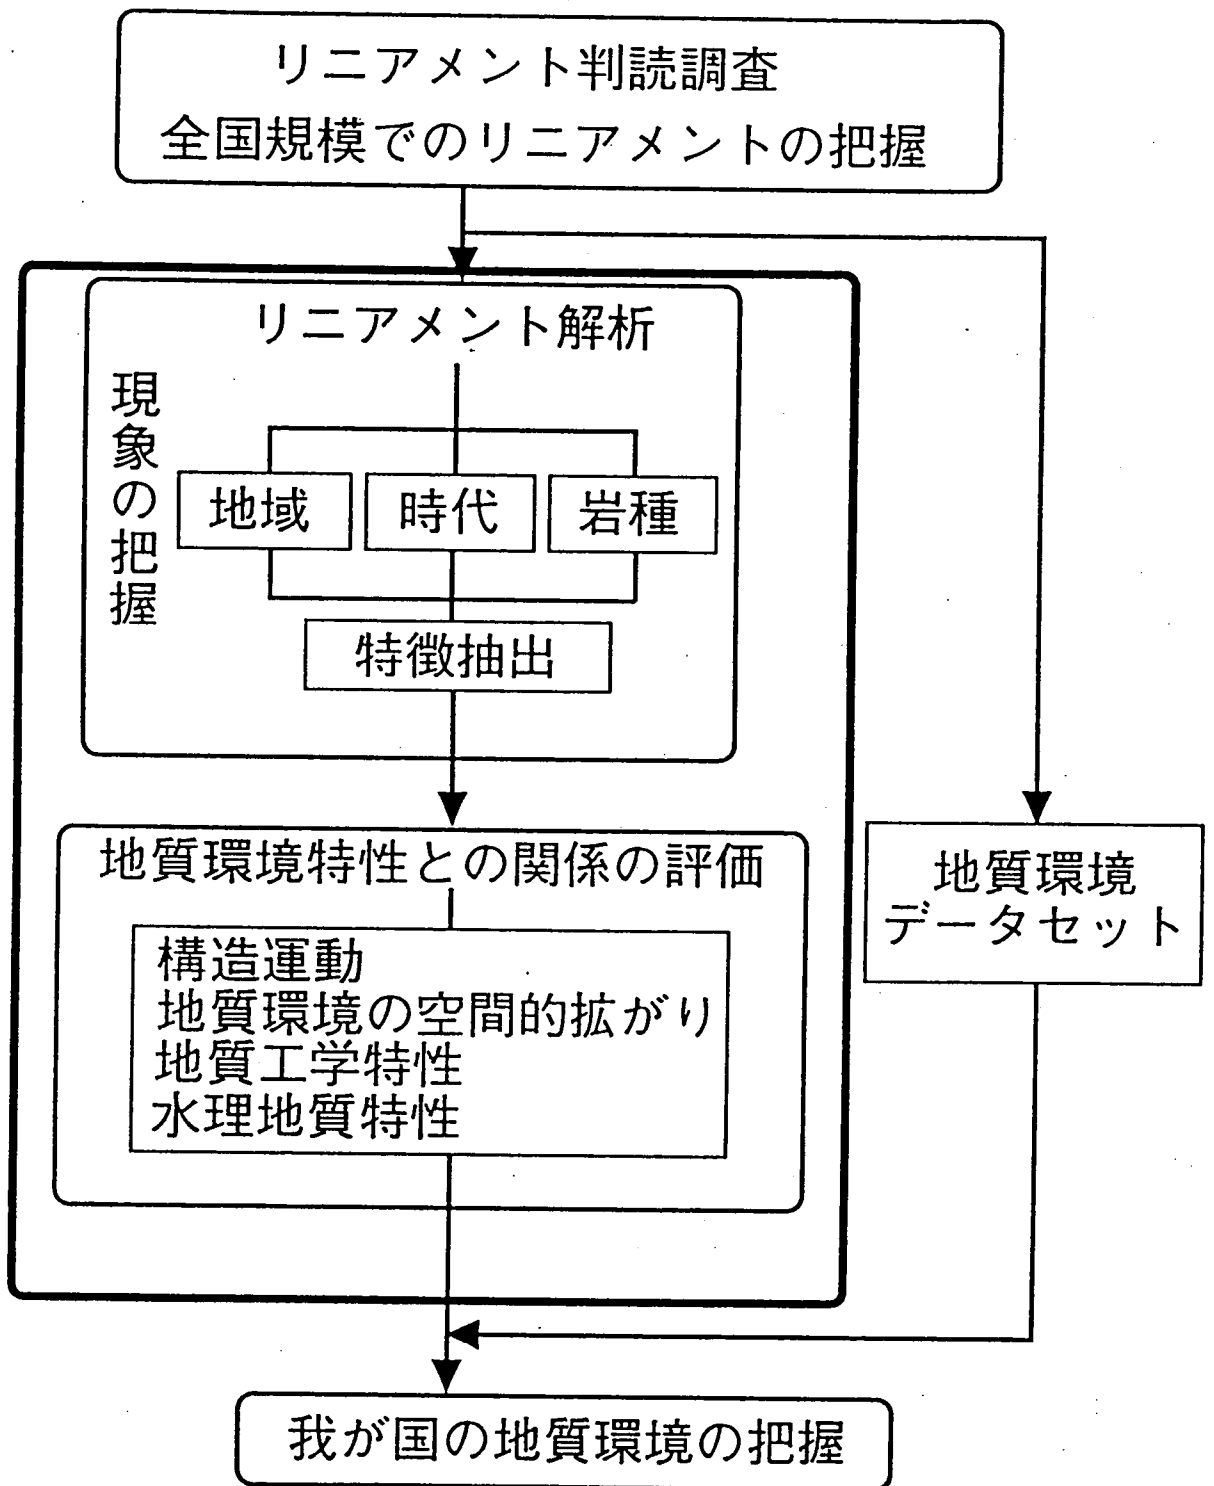 リニアメント判読調査
全国規模でのリニアメントの把握
リニアメント解析
現象の把握
地域
時代
岩種
特徴抽出
地質環境特性との関係の評価
構造運動
地質環境の空間的拡がり
地質工学特性
水理地質特性
地質環境
データセット
我が国の地質環境の把握